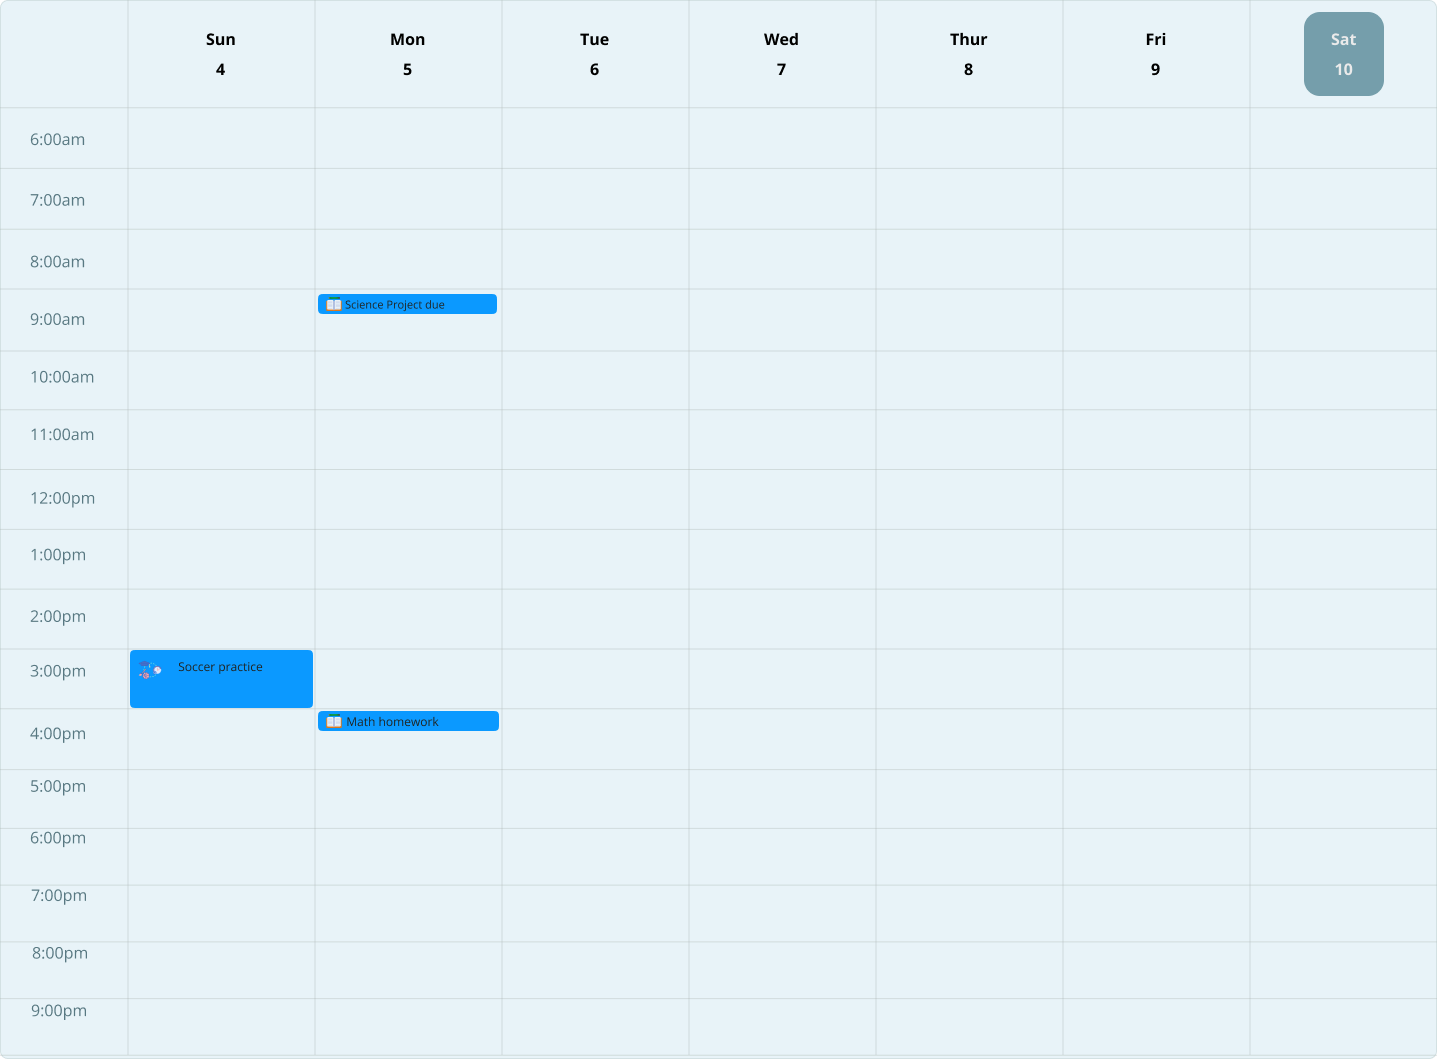 Sun Mon Tue Wed Thur Fri Sat
4 5 6 7 8 9 10
6:00am
7:00am
8:00am
Science Project due
9:00am
10:00am
11:00am
12:00pm
1:00pm
2:00pm
Soccer practice
3:00pm
Math homework
4:00pm
5:00pm
6:00pm
7:00pm
8:00pm
9:00pm